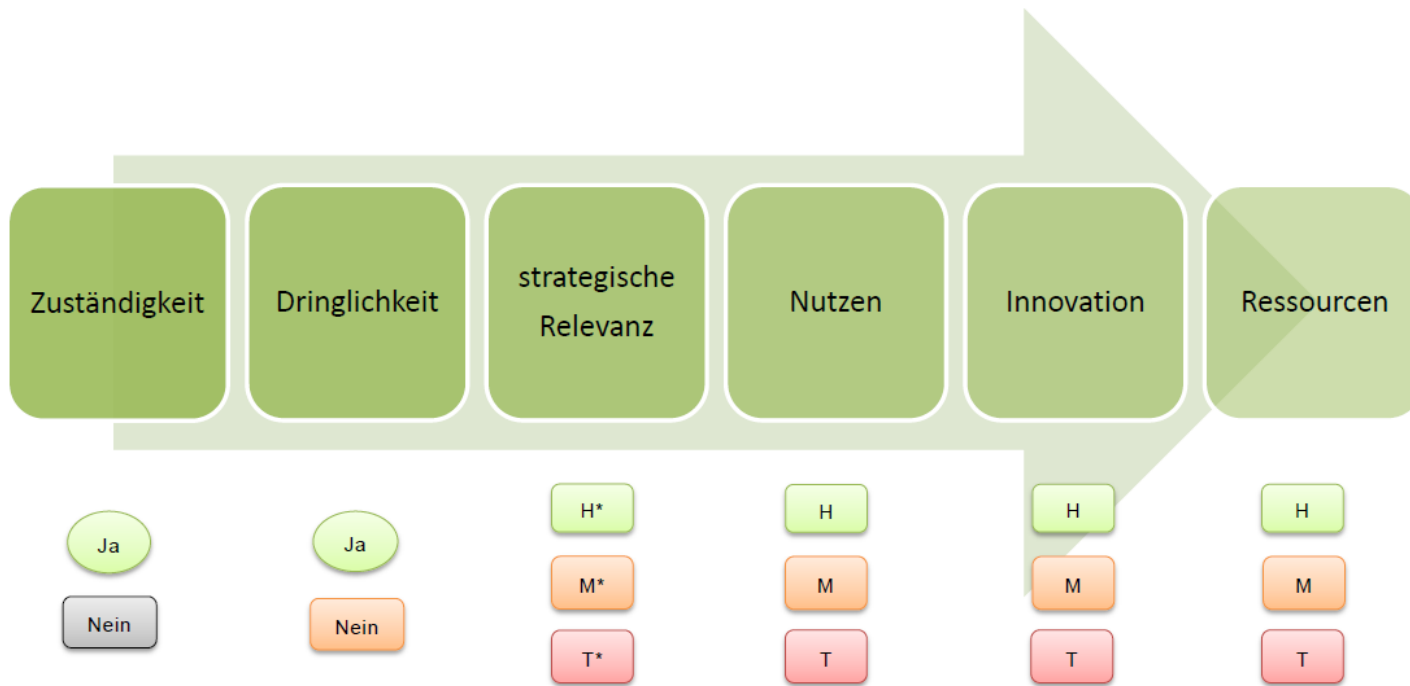 Zuständigkeit
Dringlichkeit
strategische
Relevanz
Nutzen
Innovation
Ressourcen
Ja
Nein
Ja
Nein
H*
M*
T*
H
M
T
H
M
T
H
M
T